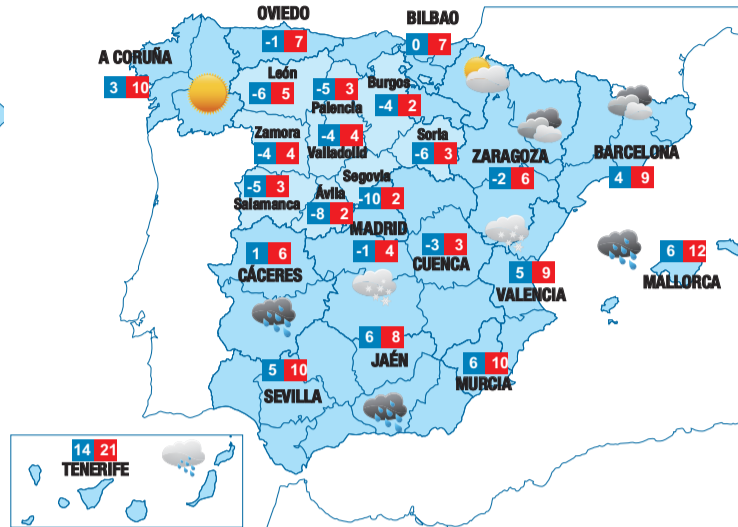 OVIEDO
-1 7
BILBAO
0 7
A CORUÑA
3 10
León
-6 5
-5 3
Palencia
Burgos
-4 2
Zamora
-4 4
-4 4
Valladolid
Soria
-6 3
ZARAGOZA
-2 6
BARCELONA
4 9
-5 3
Salamanca
Ávila
-8 2
Segovia
-10 2
MADRID
-1 4
-3 3
CUENCA
1 6
CÁCERES
5 9
VALENCIA
6 12
MALLORCA
6 8
JAÉN
5 10
SEVILLA
6 10
MURCIA
14 21
TENERIFE